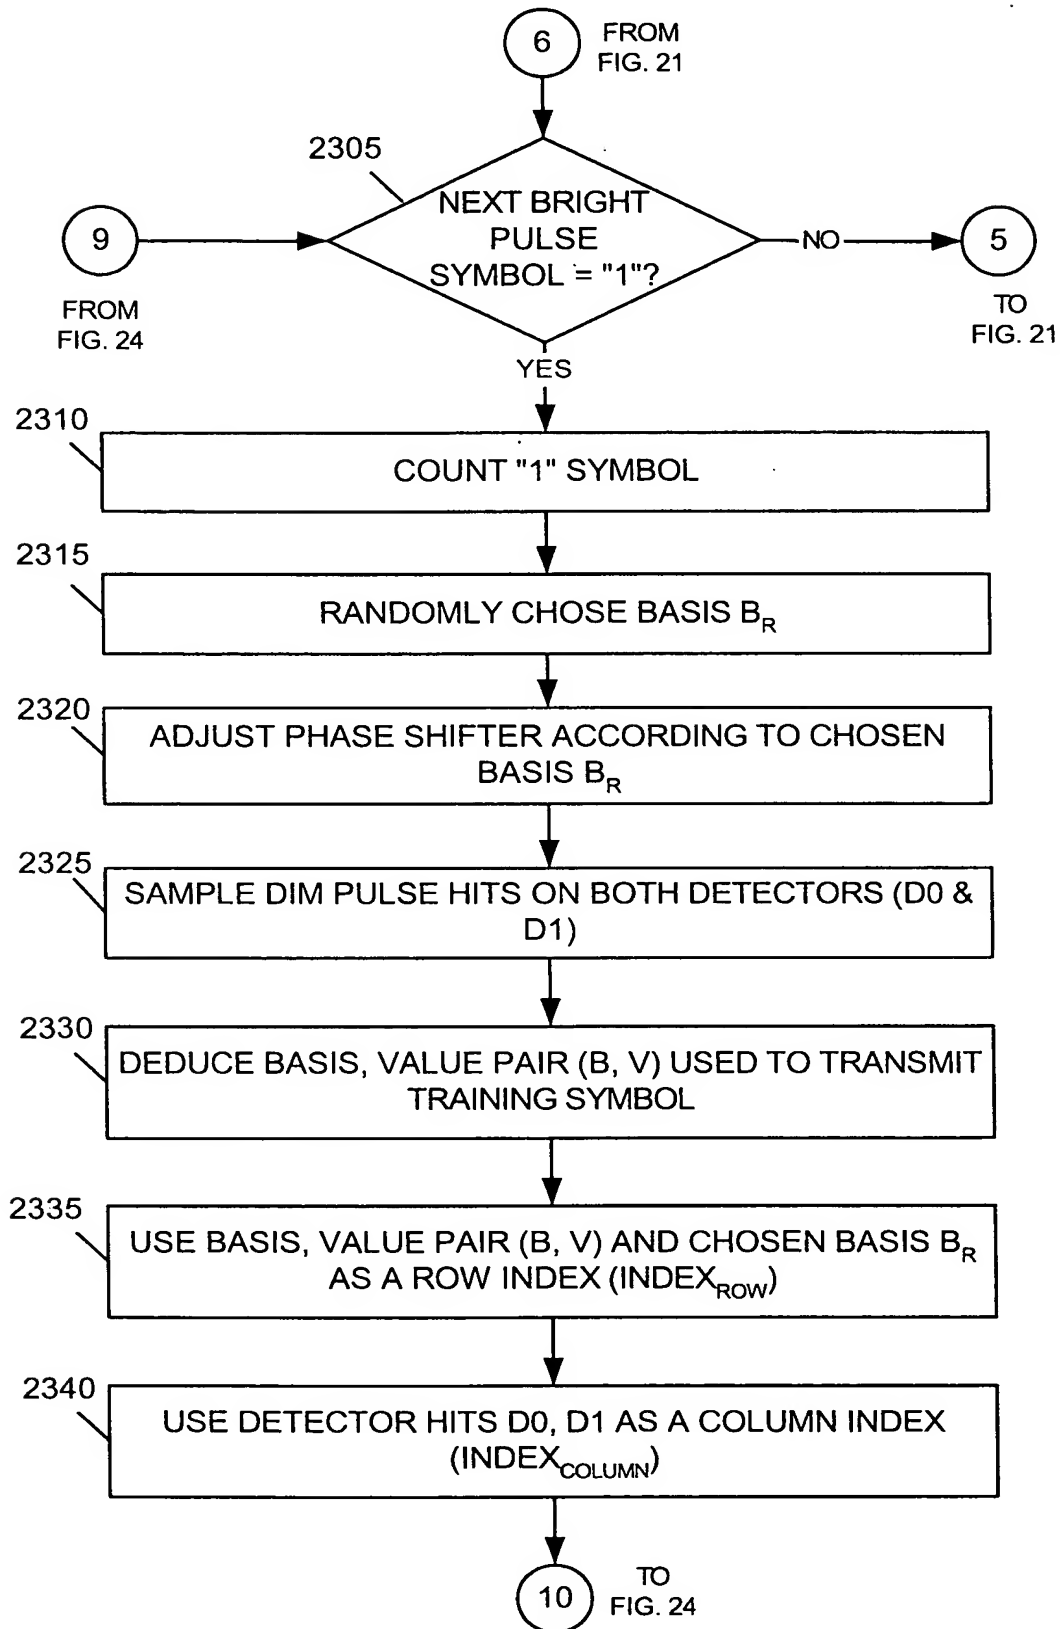 6
FROM
FIG. 21
2305
NEXT BRIGHT
PULSE
SYMBOL = "1"?
9
FROM
FIG. 24
NO
5
TO
FIG. 21
YES
2310
COUNT "1" SYMBOL
2315
RANDOMLY CHOSE BASIS B_R
2320
ADJUST PHASE SHIFTER ACCORDING TO CHOSEN
BASIS B_R
2325
SAMPLE DIM PULSE HITS ON BOTH DETECTORS (D0 &
D1)
2330
DEDUCE BASIS, VALUE PAIR (B, V) USED TO TRANSMIT
TRAINING SYMBOL
2335
USE BASIS, VALUE PAIR (B, V) AND CHOSEN BASIS B_R
AS A ROW INDEX (INDEX_ROW)
2340
USE DETECTOR HITS D0, D1 AS A COLUMN INDEX
(INDEX_COLUMN)
10
TO
FIG. 24